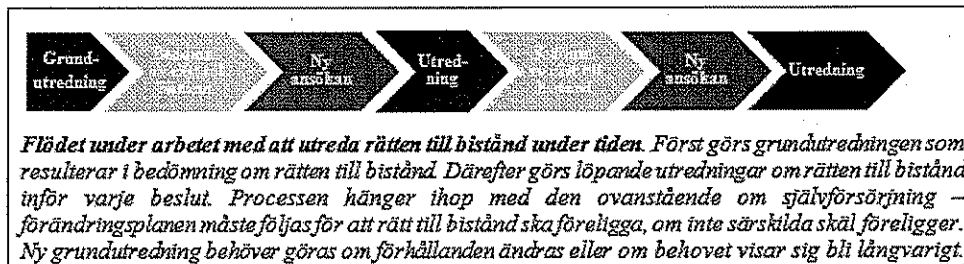 Grund-
utredning
Ny
ansökan
Utred-
ning
Ny
ansökan
Utredning
Flödet under arbetet med att utreda rätten till bistånd under tiden. Först görs grundutredningen som
resulterar i bedömning om rätten till bistånd. Därefter görs löpande utredningar om rätten till bistånd
inför varje beslut. Processen hänger ihop med den ovanstående om självförsörjning –
förändringsplanen måste följas för att rätt till bistånd ska föreligga, om inte särskilda skäl föreligger.
Ny grundutredning behöver göras om förhållanden ändras eller om behovet visar sig bli långvarigt.